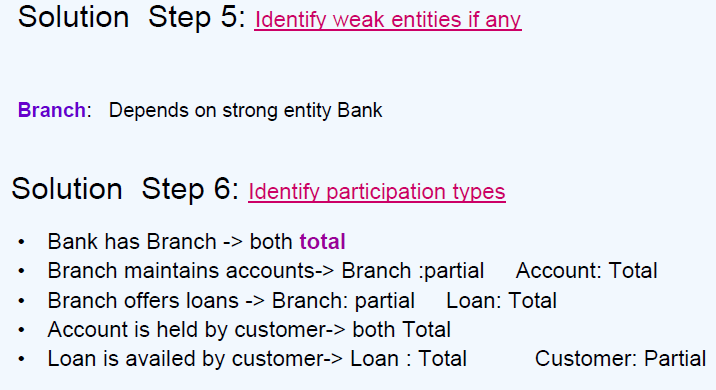 Solution Step 5: Identify weak entities if any
Branch: Depends on strong entity Bank
Solution Step 6: Identify participation types
• Bank has Branch -> both total
• Branch maintains accounts-> Branch :partial Account: Total
• Branch offers loans -> Branch: partial Loan: Total
• Account is held by customer-> both Total
• Loan is availed by customer-> Loan : Total Customer: Partial